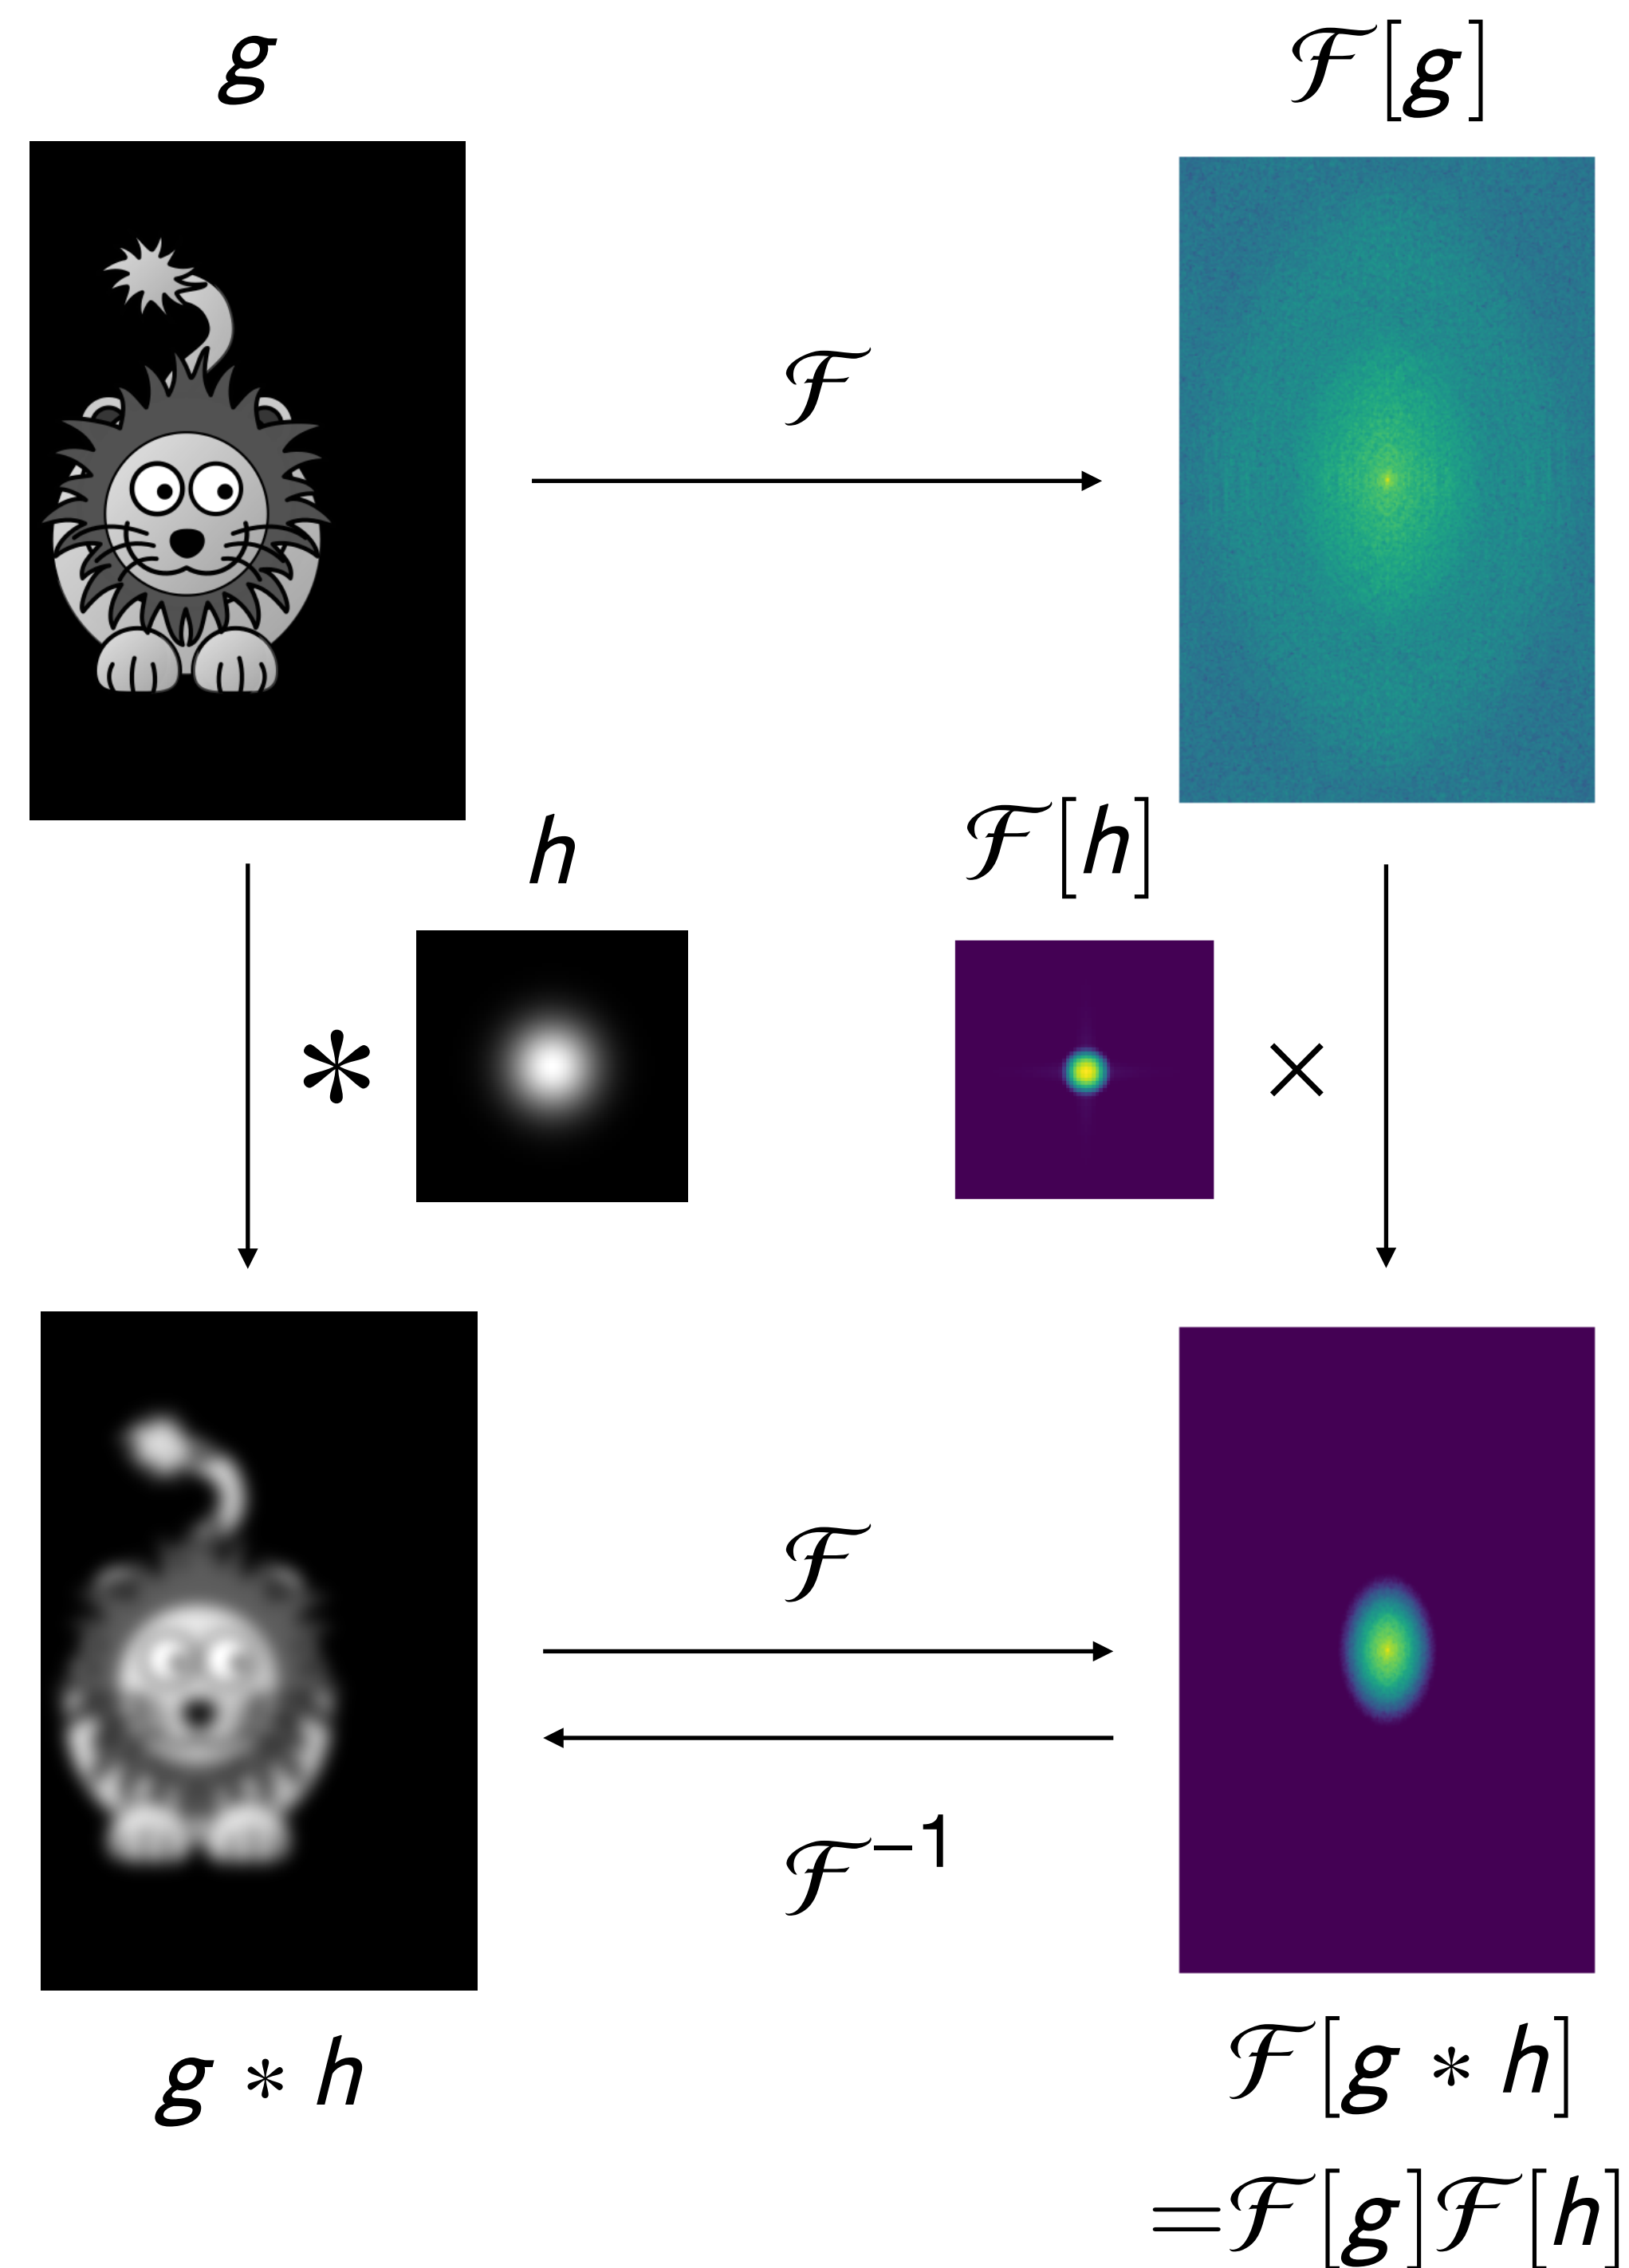 g
ℱ[g]
ℱ
h
ℱ[h]
*
×
ℱ
ℱ⁻¹
g * h
ℱ[g * h]
=ℱ[g]ℱ[h]